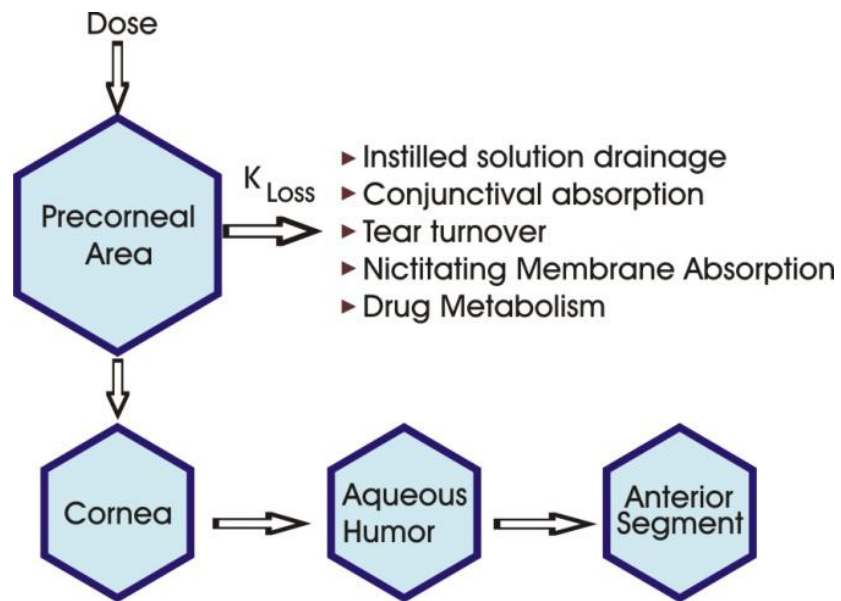 Dose
Precorneal
Area
K Loss
Instilled solution drainage
Conjunctival absorption
Tear turnover
Nictitating Membrane Absorption
Drug Metabolism
Cornea
Aqueous
Humor
Anterior
Segment